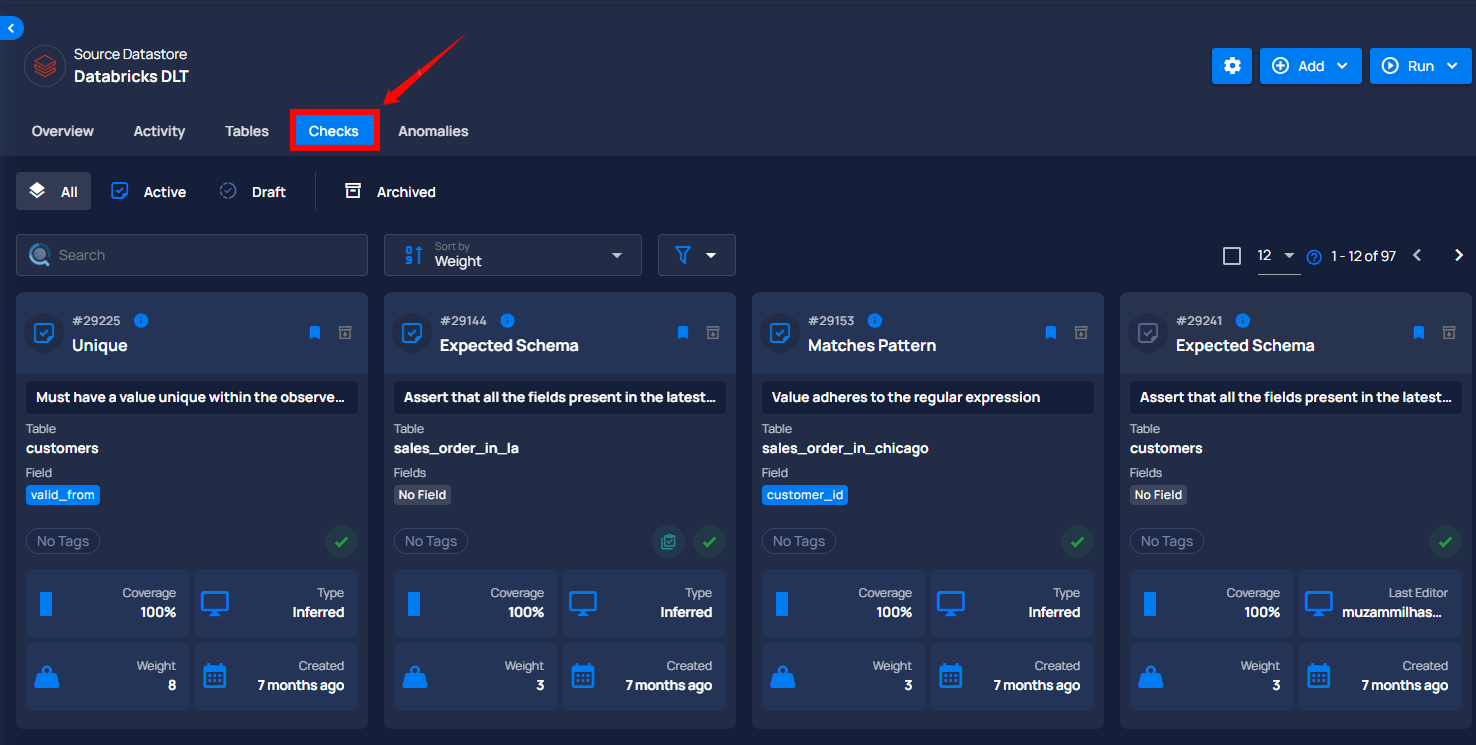 Source Datastore
Databricks DLT
Add
Run
Overview
Activity
Tables
Checks
Anomalies
All
Active
Draft
Archived
Search
Sort by
Weight
12
1 - 12 of 97
#29225
Unique
Must have a value unique within the observe...
Table
customers
Field
valid_from
No Tags
Coverage
100%
Type
Inferred
Weight
8
Created
7 months ago
#29144
Expected Schema
Assert that all the fields present in the latest...
Table
sales_order_in_la
Fields
No Field
No Tags
Coverage
100%
Type
Inferred
Weight
3
Created
7 months ago
#29153
Matches Pattern
Value adheres to the regular expression
Table
sales_order_in_chicago
Field
customer_id
No Tags
Coverage
100%
Type
Inferred
Weight
3
Created
7 months ago
#29241
Expected Schema
Assert that all the fields present in the latest...
Table
customers
Fields
No Field
No Tags
Coverage
100%
Last Editor
muzammilhas...
Weight
3
Created
7 months ago